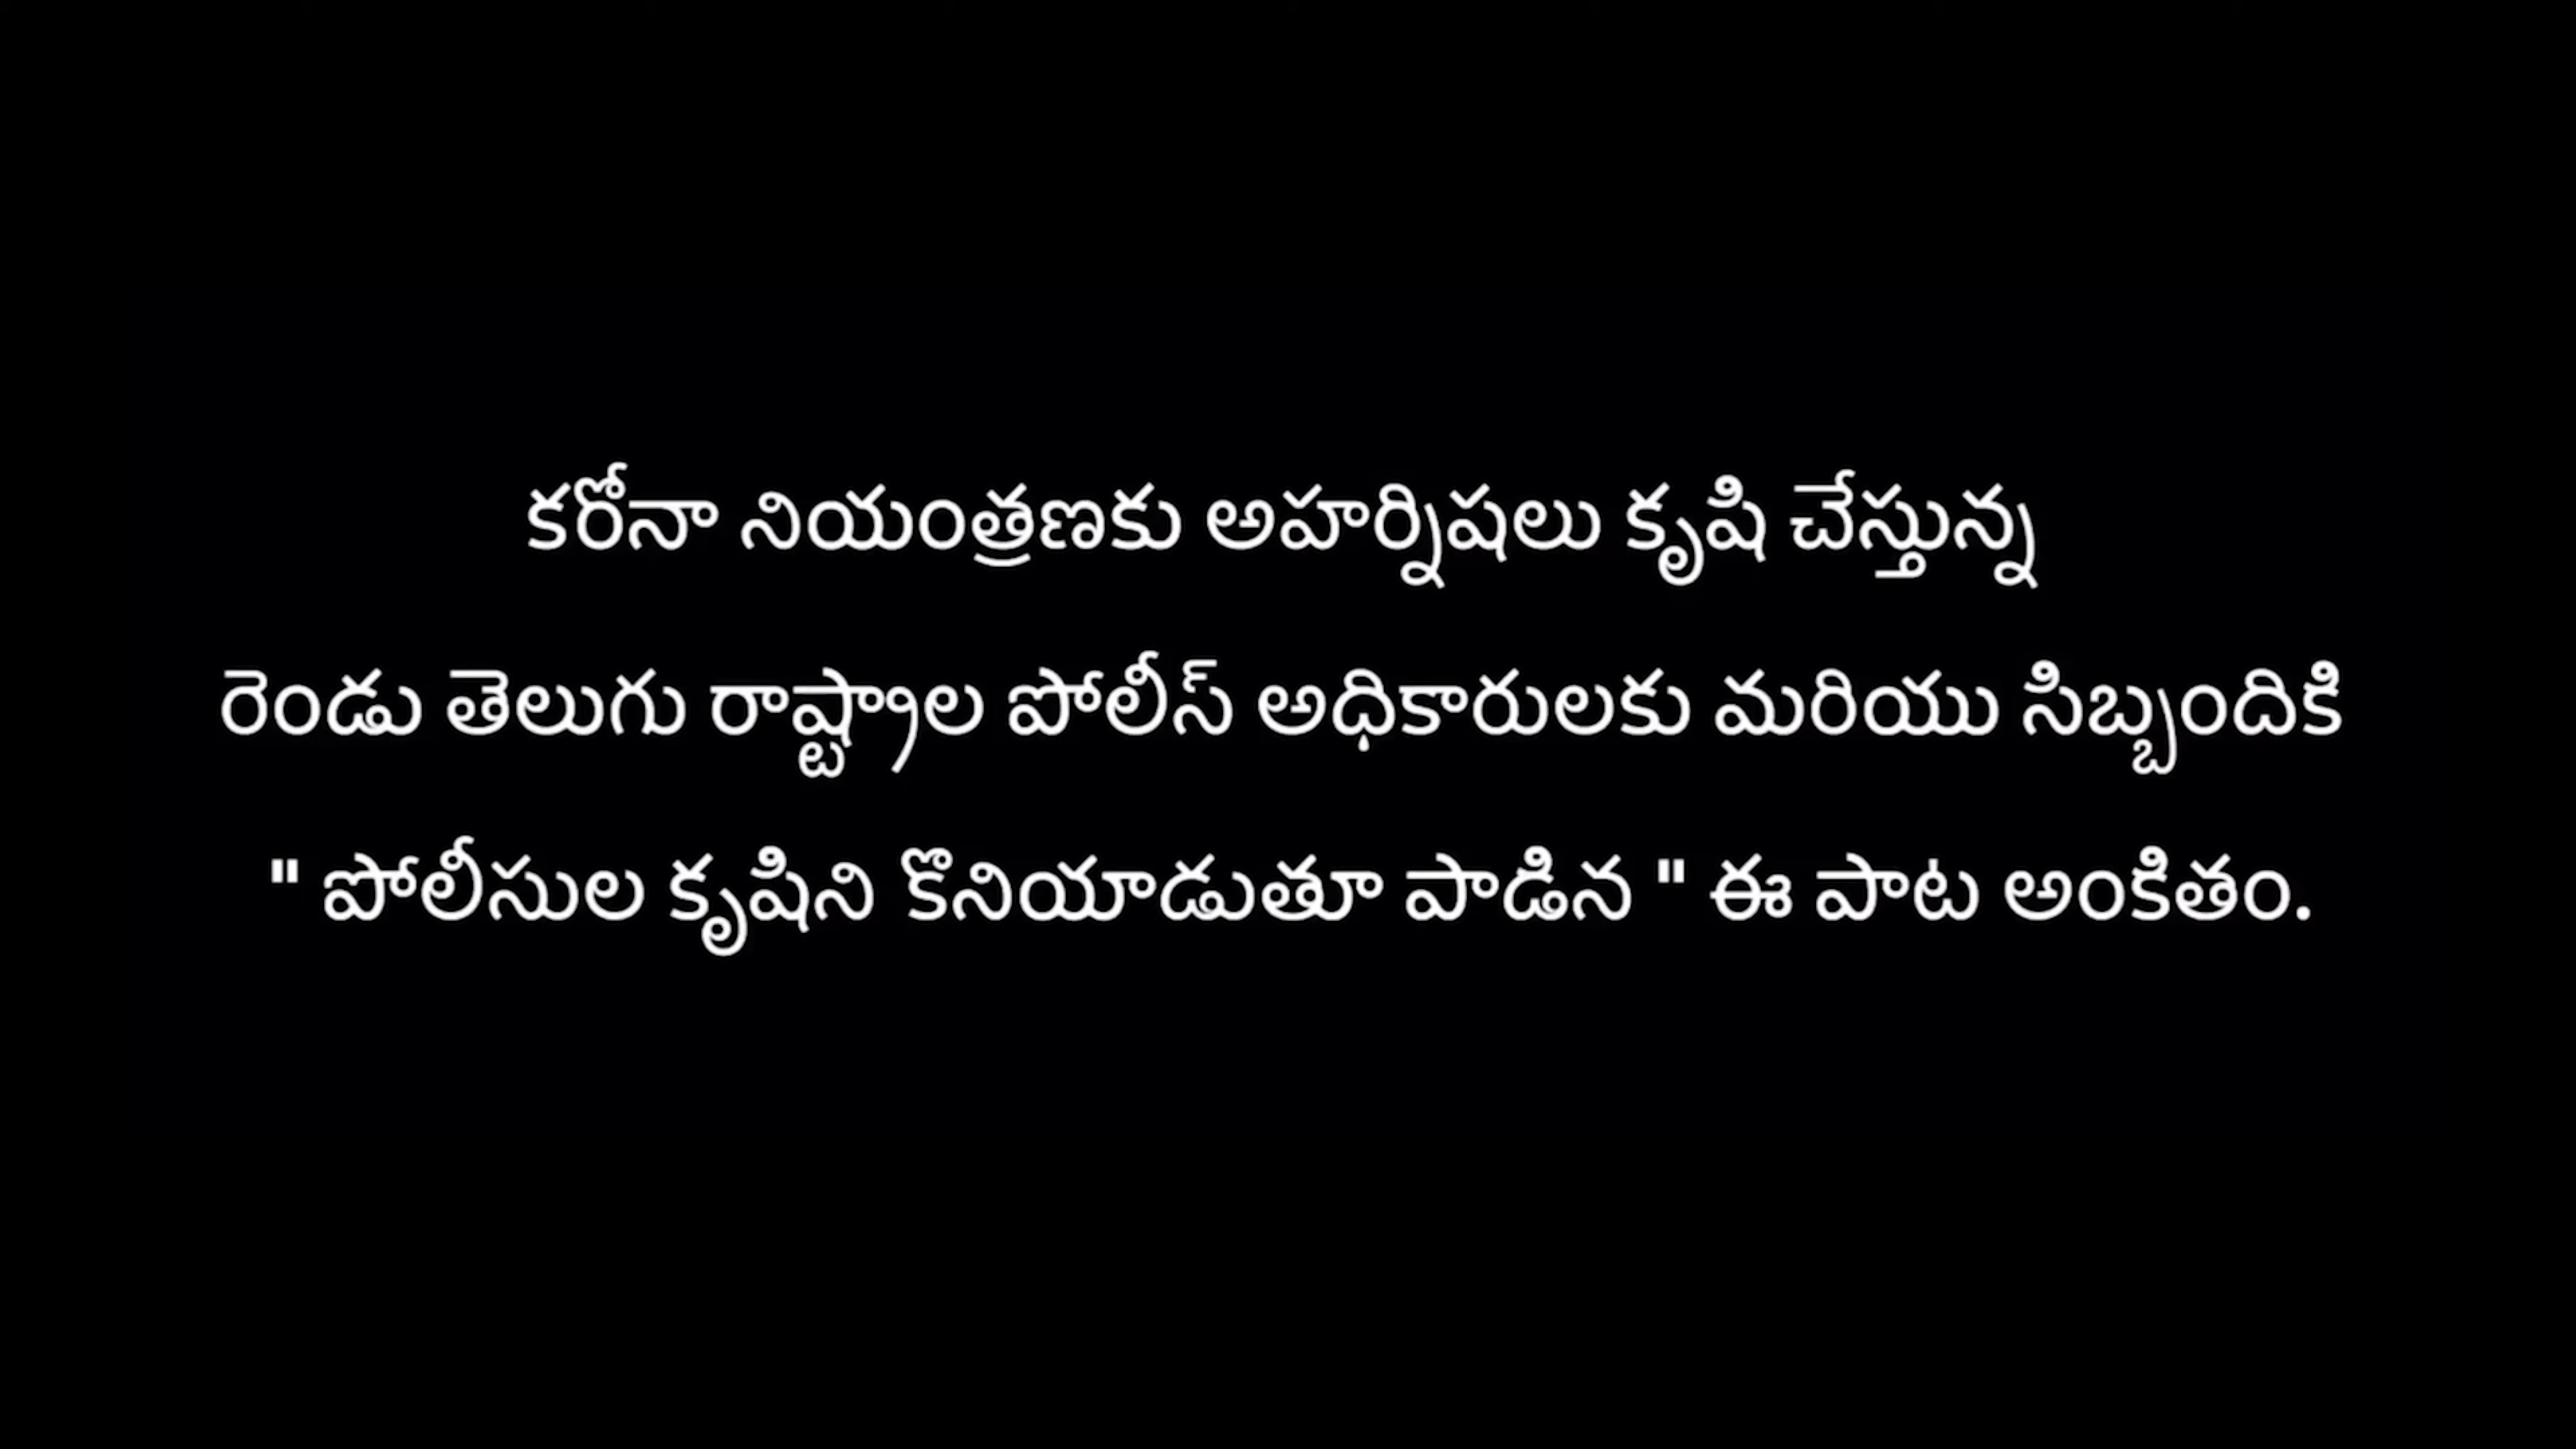 కరోనా నియంత్రణకు అహర్నిషలు కృషి చేస్తున్న
రెండు తెలుగు రాష్ట్రాల పోలీస్ అధికారులకు మరియు సిబ్బందికి
" పోలీసుల కృషిని కొనియాడుతూ పాడిన " ఈ పాట అంకితం.